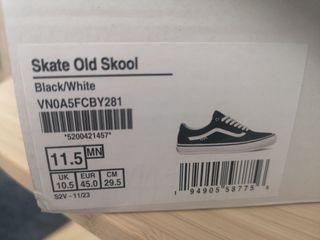 Skate Old Skool
Black/White
VN0A5FCBY281
*5200421457*
11.5 MN
UK EUR CM
10.5 45.0 29.5
S2V - 11/23
1 94905 58775 6